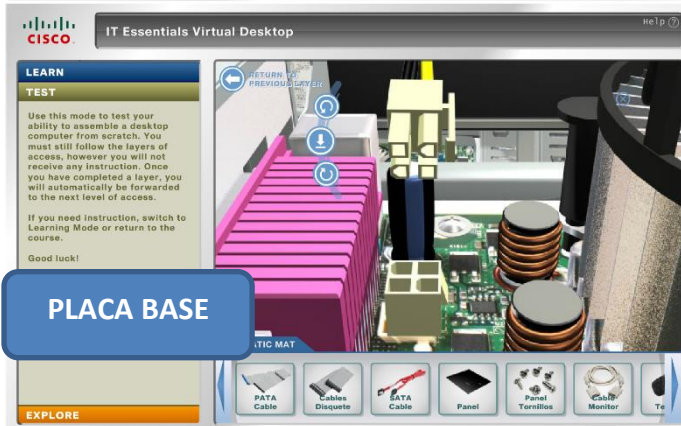 CISCO
IT Essentials Virtual Desktop
Help ?
LEARN
TEST
Use this mode to test your
ability to assemble a desktop
computer from scratch. You
must still follow the layers of
access, however you will not
receive any instruction. Once
you have completed a layer, you
will automatically be forwarded
to the next level of access.
If you need instruction, switch to
Learning Mode or return to the
course.
Good luck!
RETURN TO
PREVIOUS LAYER
PLACA BASE
MAT
PATA
Cable
Cables
Disquete
SATA
Cable
Panel
Panel
Tornillos
Cable
Monitor
EXPLORE